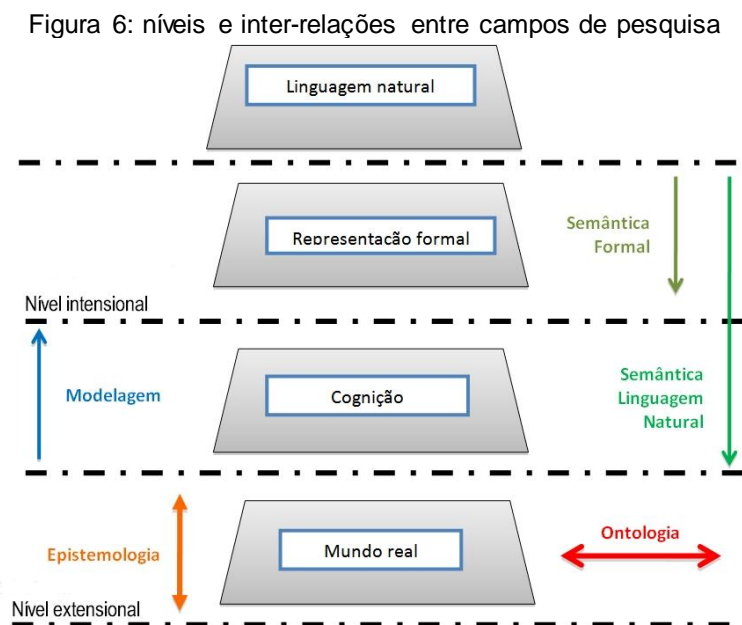 Figura 6: níveis e inter-relações entre campos de pesquisa
Linguagem natural
Representação formal
Semântica
Formal
Nível intensional
Modelagem
Cognição
Semântica
Linguagem
Natural
Epistemologia
Mundo real
Ontologia
Nível extensional